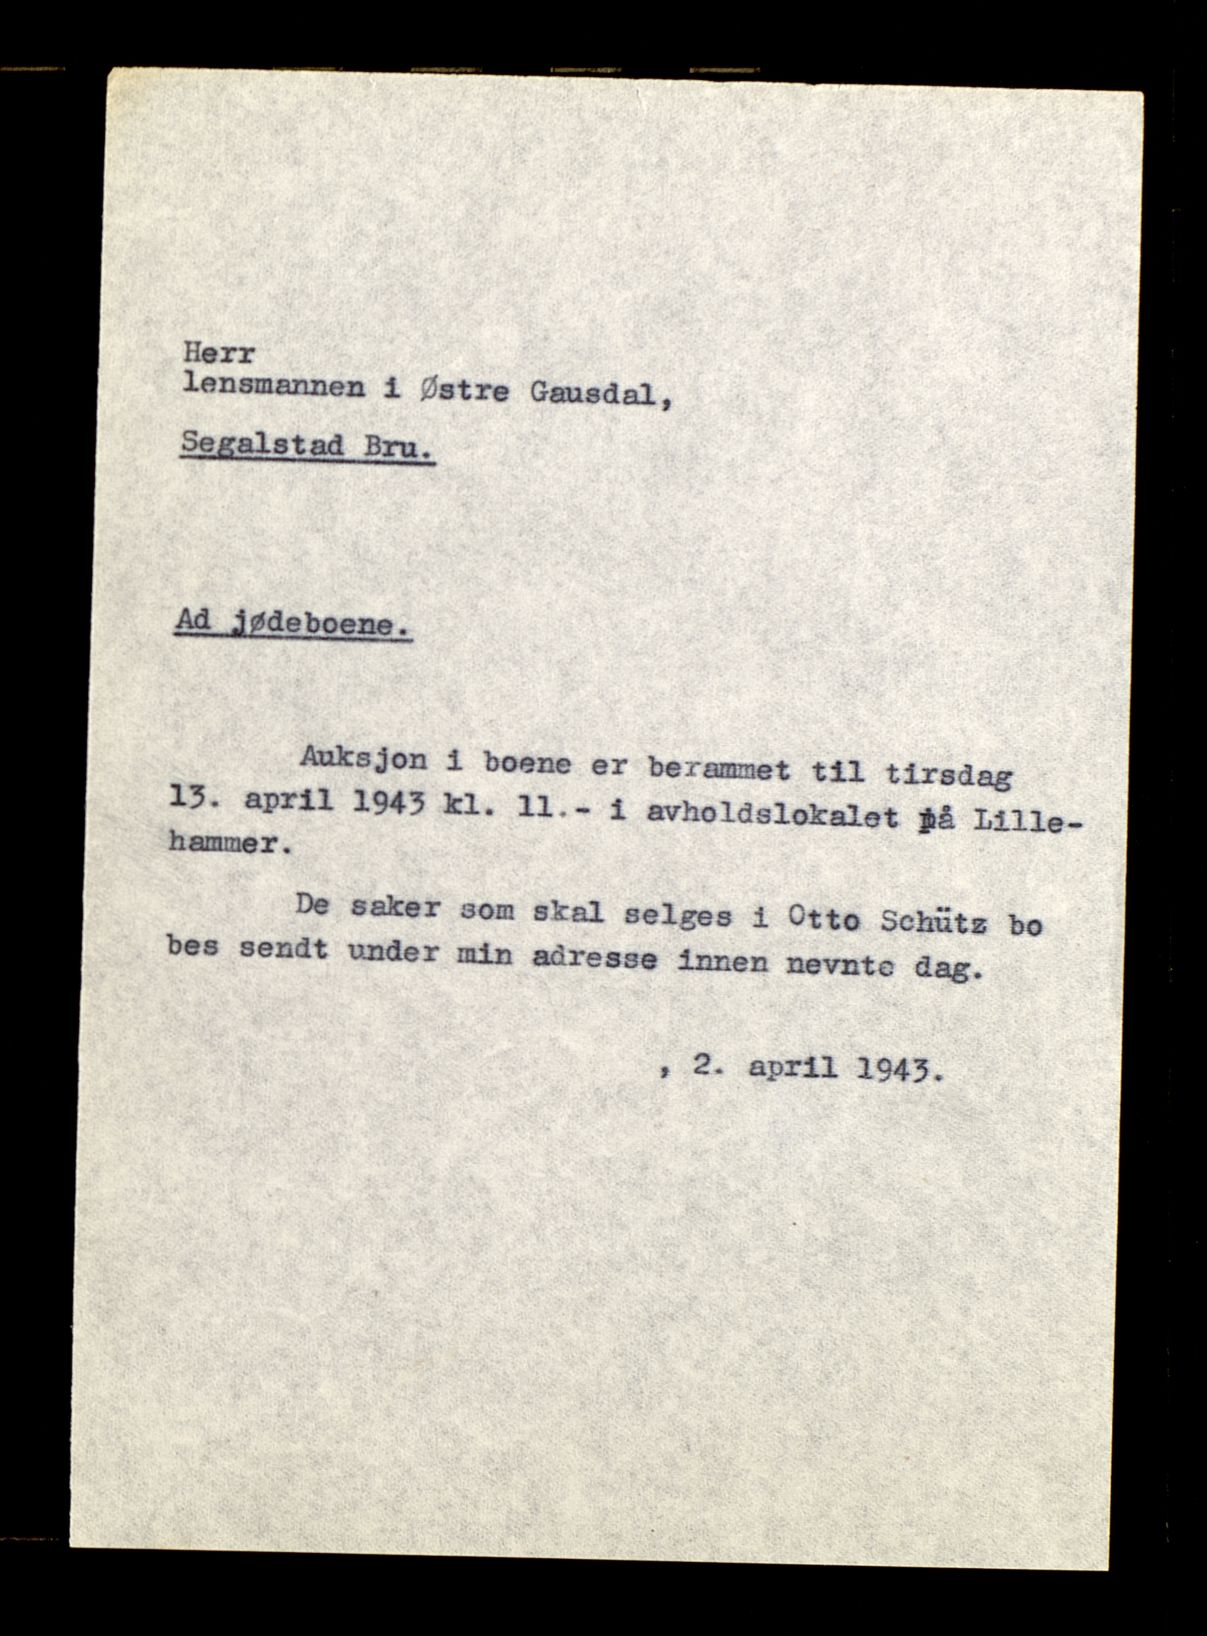 Herr
lensmannen i Østre Gausdal,
Segalstad Bru.
Ad jødeboene.
Auksjon i boene er berammet til tirsdag
13. april 1943 kl. 11.- i avholdslokalet på Lille-
hammer.
De saker som skal selges i Otto Schütz bo
bes sendt under min adresse innen nevnte dag.
, 2. april 1943.